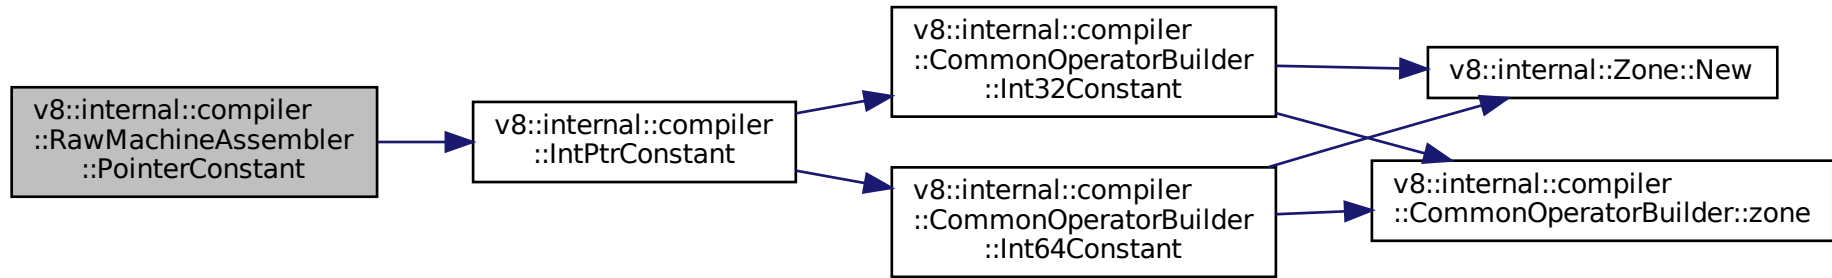 v8::internal::compiler
::RawMachineAssembler
::PointerConstant
v8::internal::compiler
::IntPtrConstant
v8::internal::compiler
::CommonOperatorBuilder
::Int32Constant
v8::internal::compiler
::CommonOperatorBuilder
::Int64Constant
v8::internal::Zone::New
v8::internal::compiler
::CommonOperatorBuilder::zone